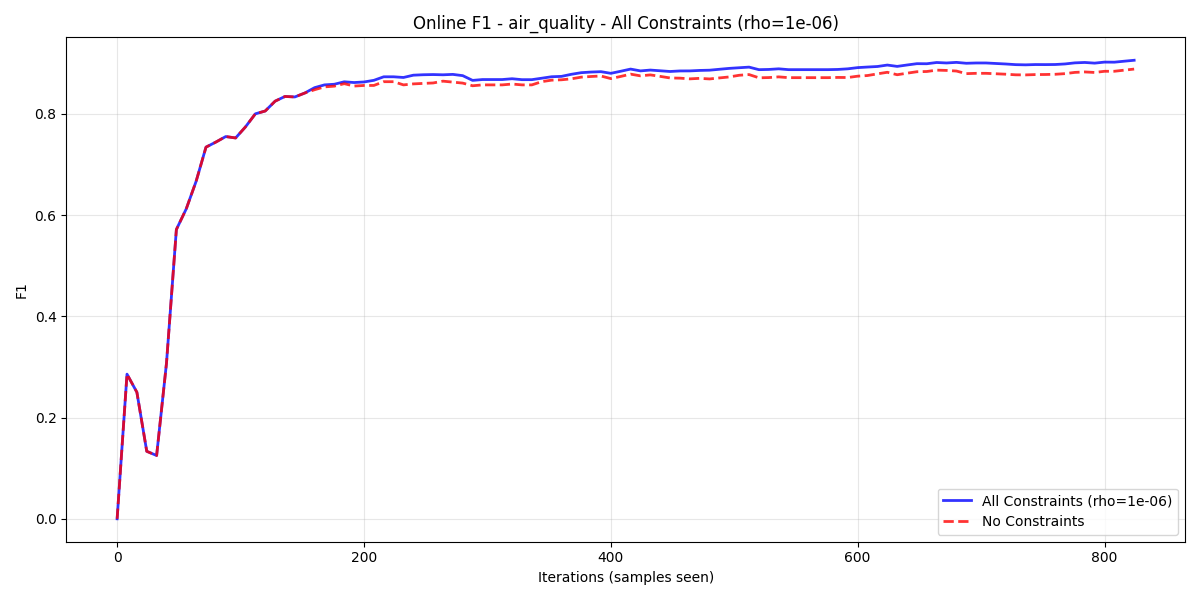 Online F1 - air_quality - All Constraints (rho=1e-06)
F1
0.8
0.6
0.4
0.2
0.0
All Constraints (rho=1e-06)
No Constraints
0 200 400 600 800
Iterations (samples seen)